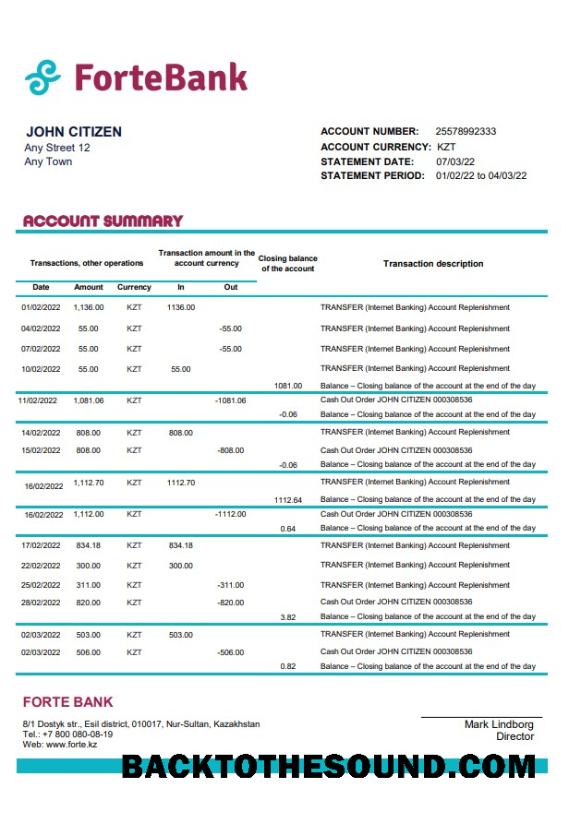 ForteBank
JOHN CITIZEN
Any Street 12
Any Town
ACCOUNT NUMBER: 25578992333
ACCOUNT CURRENCY: KZT
STATEMENT DATE: 07/03/22
STATEMENT PERIOD: 01/02/22 to 04/03/22
ACCOUNT SUMMARY
Transactions, other operations Transaction amount in the account currency Closing balance of the account Transaction description
Date Amount Currency In Out
01/02/2022 1,136.00 KZT 1136.00 TRANSFER (Internet Banking) Account Replenishment
04/02/2022 55.00 KZT -55.00 TRANSFER (Internet Banking) Account Replenishment
07/02/2022 55.00 KZT -55.00 TRANSFER (Internet Banking) Account Replenishment
10/02/2022 55.00 KZT 55.00 TRANSFER (Internet Banking) Account Replenishment
1081.00 Balance – Closing balance of the account at the end of the day
11/02/2022 1,081.06 KZT -1081.06 Cash Out Order JOHN CITIZEN 000308536
-0.06 Balance – Closing balance of the account at the end of the day
14/02/2022 808.00 KZT 808.00 TRANSFER (Internet Banking) Account Replenishment
15/02/2022 808.00 KZT -808.00 Cash Out Order JOHN CITIZEN 000308536
-0.06 Balance – Closing balance of the account at the end of the day
16/02/2022 1,112.70 KZT 1112.70 TRANSFER (Internet Banking) Account Replenishment
1112.64 Balance – Closing balance of the account at the end of the day
16/02/2022 1,112.00 KZT -1112.00 Cash Out Order JOHN CITIZEN 000308536
0.64 Balance – Closing balance of the account at the end of the day
17/02/2022 834.18 KZT 834.18 TRANSFER (Internet Banking) Account Replenishment
22/02/2022 300.00 KZT 300.00 TRANSFER (Internet Banking) Account Replenishment
25/02/2022 311.00 KZT -311.00 TRANSFER (Internet Banking) Account Replenishment
28/02/2022 820.00 KZT -820.00 Cash Out Order JOHN CITIZEN 000308536
3.82 Balance – Closing balance of the account at the end of the day
02/03/2022 503.00 KZT 503.00 TRANSFER (Internet Banking) Account Replenishment
02/03/2022 506.00 KZT -506.00 Cash Out Order JOHN CITIZEN 000308536
0.82 Balance – Closing balance of the account at the end of the day
FORTE BANK
8/1 Dostyk str., Esil district, 010017, Nur-Sultan, Kazakhstan
Tel.: +7 800 080-08-19
Web: www.forte.kz
Mark Lindborg
Director
BACKTOTHESOUND.COM